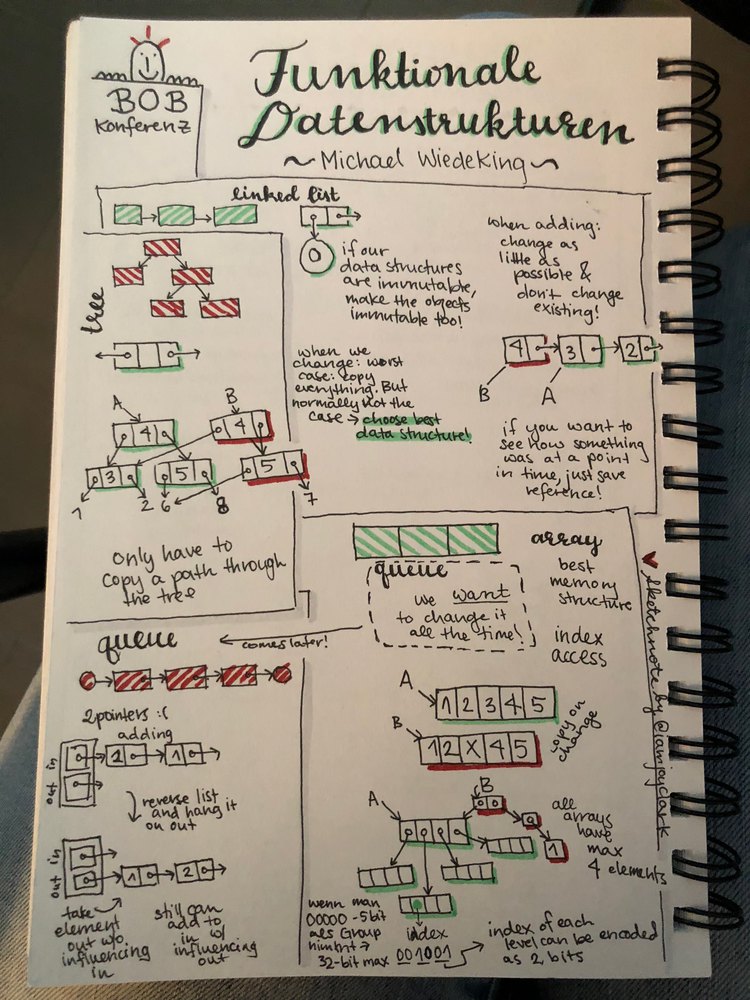 BOB
Konferenz
Funktionale
Datenstrukturen
~Michael Wiedeking~
linked list
0
if our
data structures
are immutable,
make the objects
immutable too!
when adding:
change as
little as
possible &
don't change
existing!
4 3 2
B A
when we
change: worst
case: copy
everything. But
normally not the
case → choose best
data structure!
if you want to
see how something
was at a point
in time, just save
reference!
tree
A B
4 4
3 5 5
1 2 6 8 7
only have to
copy a path through
the tree
array
best
memory
structure
index
access
queue
we want
to change it
all the time!
comes later!
A
1 2 3 4 5
B
1 2 X 4 5
copy on
change
A B
0 0
0
1
all
arrays
have
max
4 elements
wenn man
00000 - 5bit
als Group
nimmt →
32-bit max
index
001001
index of each
level can be encoded
as 2 bits
queue
2 pointers :(
adding
in
out
2 1
reverse list
and hang it
on out
in
out
1 2
take
element
out w/o
influencing
in
still can
add to
in w/
influencing
out
sketchnote by @iamjoyclark